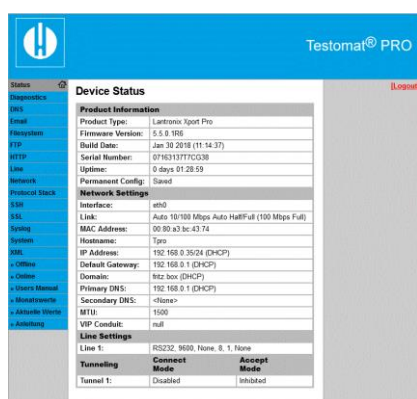 Testomat® PRO
Status
Diagnostics
DNS
Email
Filesystem
FTP
HTTP
Line
Network
Protocol Stack
SSH
SSL
Syslog
System
XML
» Offline
» Online
» Users Manual
» Monatswerte
» Aktuelle Werte
» Anleitung
[Logout
Device Status
Product Information
Product Type: Lantronix Xport Pro
Firmware Version: 5.5.0.1R6
Build Date: Jan 30 2018 (11:14:37)
Serial Number: 07163137T7CG38
Uptime: 0 days 01:28:59
Permanent Config: Saved
Network Settings
Interface: eth0
Link: Auto 10/100 Mbps Auto Half/Full (100 Mbps Full)
MAC Address: 00:80:a3:bc:43:74
Hostname: Tpro
IP Address: 192.168.0.35/24 (DHCP)
Default Gateway: 192.168.0.1 (DHCP)
Domain: fritz.box (DHCP)
Primary DNS: 192.168.0.1 (DHCP)
Secondary DNS: <None>
MTU: 1500
VIP Conduit: null
Line Settings
Line 1: RS232, 9600, None, 8, 1, None
Tunneling Connect Mode Accept Mode
Tunnel 1: Disabled Inhibited